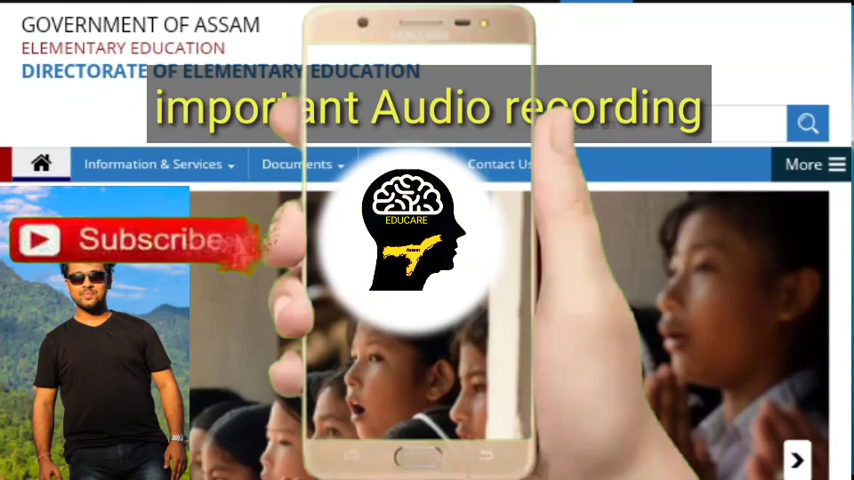 GOVERNMENT OF ASSAM
ELEMENTARY EDUCATION
DIRECTORATE OF ELEMENTARY EDUCATION
important Audio recording
Information & Services
Documents
Contact Us
More
Subscribe
EDUCARE
Assam